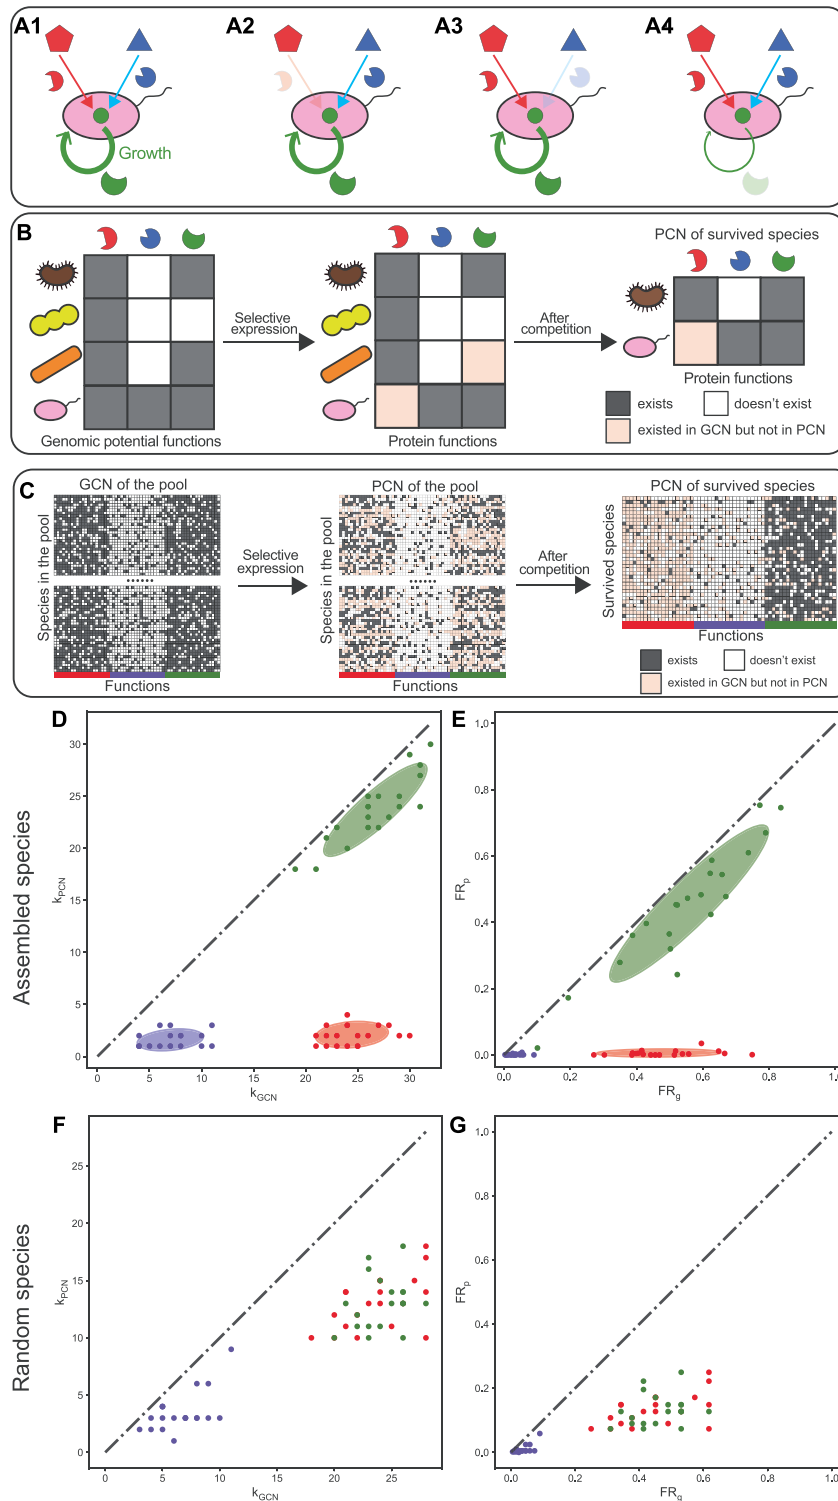 A1
A2
A3
A4
Growth
B
PCN of survived species
Selective
expression
After
competition
Genomic potential functions
Protein functions
Protein functions
exists
doesn't exist
existed in GCN but not in PCN
C
GCN of the pool
PCN of the pool
PCN of survived species
Species in the pool
Selective
expression
Species in the pool
After
competition
Survived species
Functions
Functions
Functions
exists
doesn't exist
existed in GCN but not in PCN
Assembled species
D
30
25
20
15
10
5
0
kPCN
0 5 10 15 20 25 30
kGCN
E
1.0
0.8
0.6
0.4
0.2
0.0
FRp
0.0 0.2 0.4 0.6 0.8 1.0
FRg
Random species
F
25
20
15
10
5
0
kPCN
0 5 10 15 20 25
kGCN
G
1.0
0.8
0.6
0.4
0.2
0.0
FRp
0.0 0.2 0.4 0.6 0.8 1.0
FRg